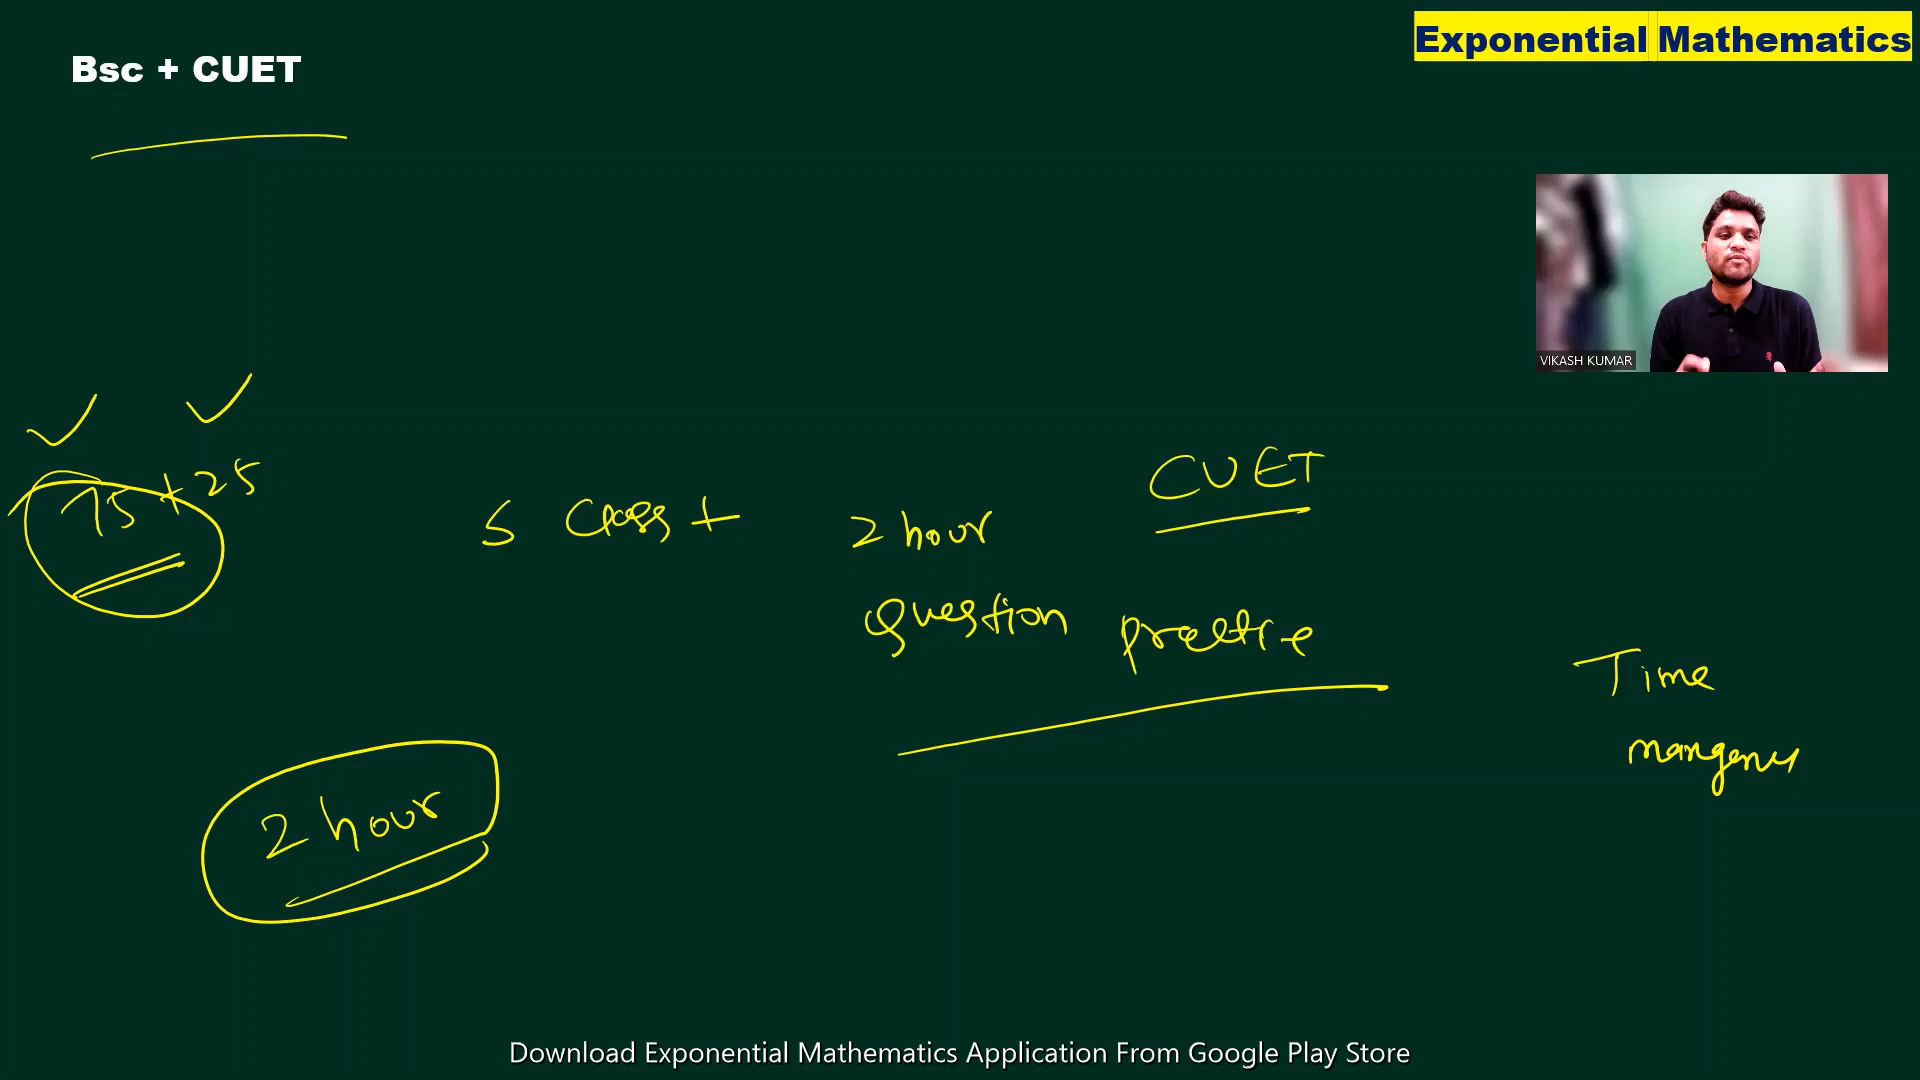 Exponential Mathematics
Bsc + CUET
VIKASH KUMAR
75 + 25
5 Class +
2 hour
CUET
question practice
Time
2 hour
Download Exponential Mathematics Application From Google Play Store